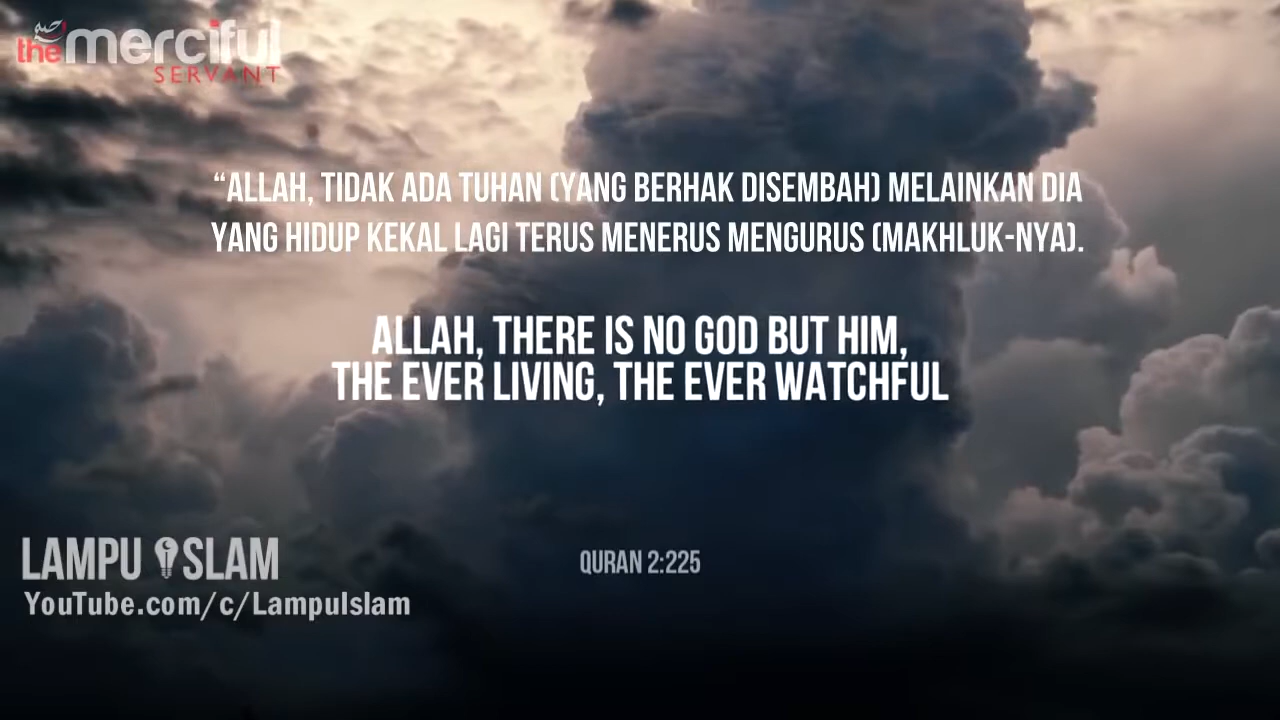 the merciful
SERVANT
“ALLAH, TIDAK ADA TUHAN (YANG BERHAK DISEMBAH) MELAINKAN DIA
YANG HIDUP KEKAL LAGI TERUS MENERUS MENGURUS (MAKHLUK-NYA).
ALLAH, THERE IS NO GOD BUT HIM,
THE EVER LIVING, THE EVER WATCHFUL
QURAN 2:225
LAMPU ISLAM
YouTube.com/c/LampuIslam